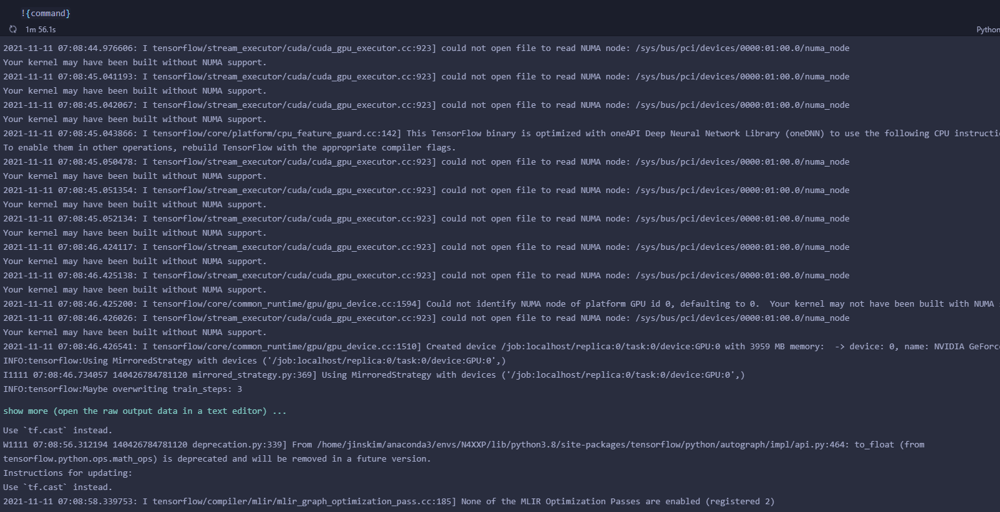 !{command}
1m 56.1s
Python
2021-11-11 07:08:44.976606: I tensorflow/stream_executor/cuda/cuda_gpu_executor.cc:923] could not open file to read NUMA node: /sys/bus/pci/devices/0000:01:00.0/numa_node
Your kernel may have been built without NUMA support.
2021-11-11 07:08:45.041193: I tensorflow/stream_executor/cuda/cuda_gpu_executor.cc:923] could not open file to read NUMA node: /sys/bus/pci/devices/0000:01:00.0/numa_node
Your kernel may have been built without NUMA support.
2021-11-11 07:08:45.042067: I tensorflow/stream_executor/cuda/cuda_gpu_executor.cc:923] could not open file to read NUMA node: /sys/bus/pci/devices/0000:01:00.0/numa_node
Your kernel may have been built without NUMA support.
2021-11-11 07:08:45.043866: I tensorflow/core/platform/cpu_feature_guard.cc:142] This TensorFlow binary is optimized with oneAPI Deep Neural Network Library (oneDNN) to use the following CPU instructi
To enable them in other operations, rebuild TensorFlow with the appropriate compiler flags.
2021-11-11 07:08:45.050478: I tensorflow/stream_executor/cuda/cuda_gpu_executor.cc:923] could not open file to read NUMA node: /sys/bus/pci/devices/0000:01:00.0/numa_node
Your kernel may have been built without NUMA support.
2021-11-11 07:08:45.051354: I tensorflow/stream_executor/cuda/cuda_gpu_executor.cc:923] could not open file to read NUMA node: /sys/bus/pci/devices/0000:01:00.0/numa_node
Your kernel may have been built without NUMA support.
2021-11-11 07:08:45.052134: I tensorflow/stream_executor/cuda/cuda_gpu_executor.cc:923] could not open file to read NUMA node: /sys/bus/pci/devices/0000:01:00.0/numa_node
Your kernel may have been built without NUMA support.
2021-11-11 07:08:46.424117: I tensorflow/stream_executor/cuda/cuda_gpu_executor.cc:923] could not open file to read NUMA node: /sys/bus/pci/devices/0000:01:00.0/numa_node
Your kernel may have been built without NUMA support.
2021-11-11 07:08:46.425138: I tensorflow/stream_executor/cuda/cuda_gpu_executor.cc:923] could not open file to read NUMA node: /sys/bus/pci/devices/0000:01:00.0/numa_node
Your kernel may have been built without NUMA support.
2021-11-11 07:08:46.425200: I tensorflow/core/common_runtime/gpu/gpu_device.cc:1594] Could not identify NUMA node of platform GPU id 0, defaulting to 0.  Your kernel may not have been built with NUMA
2021-11-11 07:08:46.426026: I tensorflow/stream_executor/cuda/cuda_gpu_executor.cc:923] could not open file to read NUMA node: /sys/bus/pci/devices/0000:01:00.0/numa_node
Your kernel may have been built without NUMA support.
2021-11-11 07:08:46.426541: I tensorflow/core/common_runtime/gpu/gpu_device.cc:1510] Created device /job:localhost/replica:0/task:0/device:GPU:0 with 3959 MB memory:  -> device: 0, name: NVIDIA GeForc
INFO:tensorflow:Using MirroredStrategy with devices ('/job:localhost/replica:0/task:0/device:GPU:0',)
I1111 07:08:46.734057 140426784781120 mirrored_strategy.py:369] Using MirroredStrategy with devices ('/job:localhost/replica:0/task:0/device:GPU:0',)
INFO:tensorflow:Maybe overwriting train_steps: 3
show more (open the raw output data in a text editor) ...
Use `tf.cast` instead.
W1111 07:08:56.312194 140426784781120 deprecation.py:339] From /home/jinskim/anaconda3/envs/N4XXP/lib/python3.8/site-packages/tensorflow/python/autograph/impl/api.py:464: to_float (from
tensorflow.python.ops.math_ops) is deprecated and will be removed in a future version.
Instructions for updating:
Use `tf.cast` instead.
2021-11-11 07:08:58.339753: I tensorflow/compiler/mlir/mlir_graph_optimization_pass.cc:185] None of the MLIR Optimization Passes are enabled (registered 2)